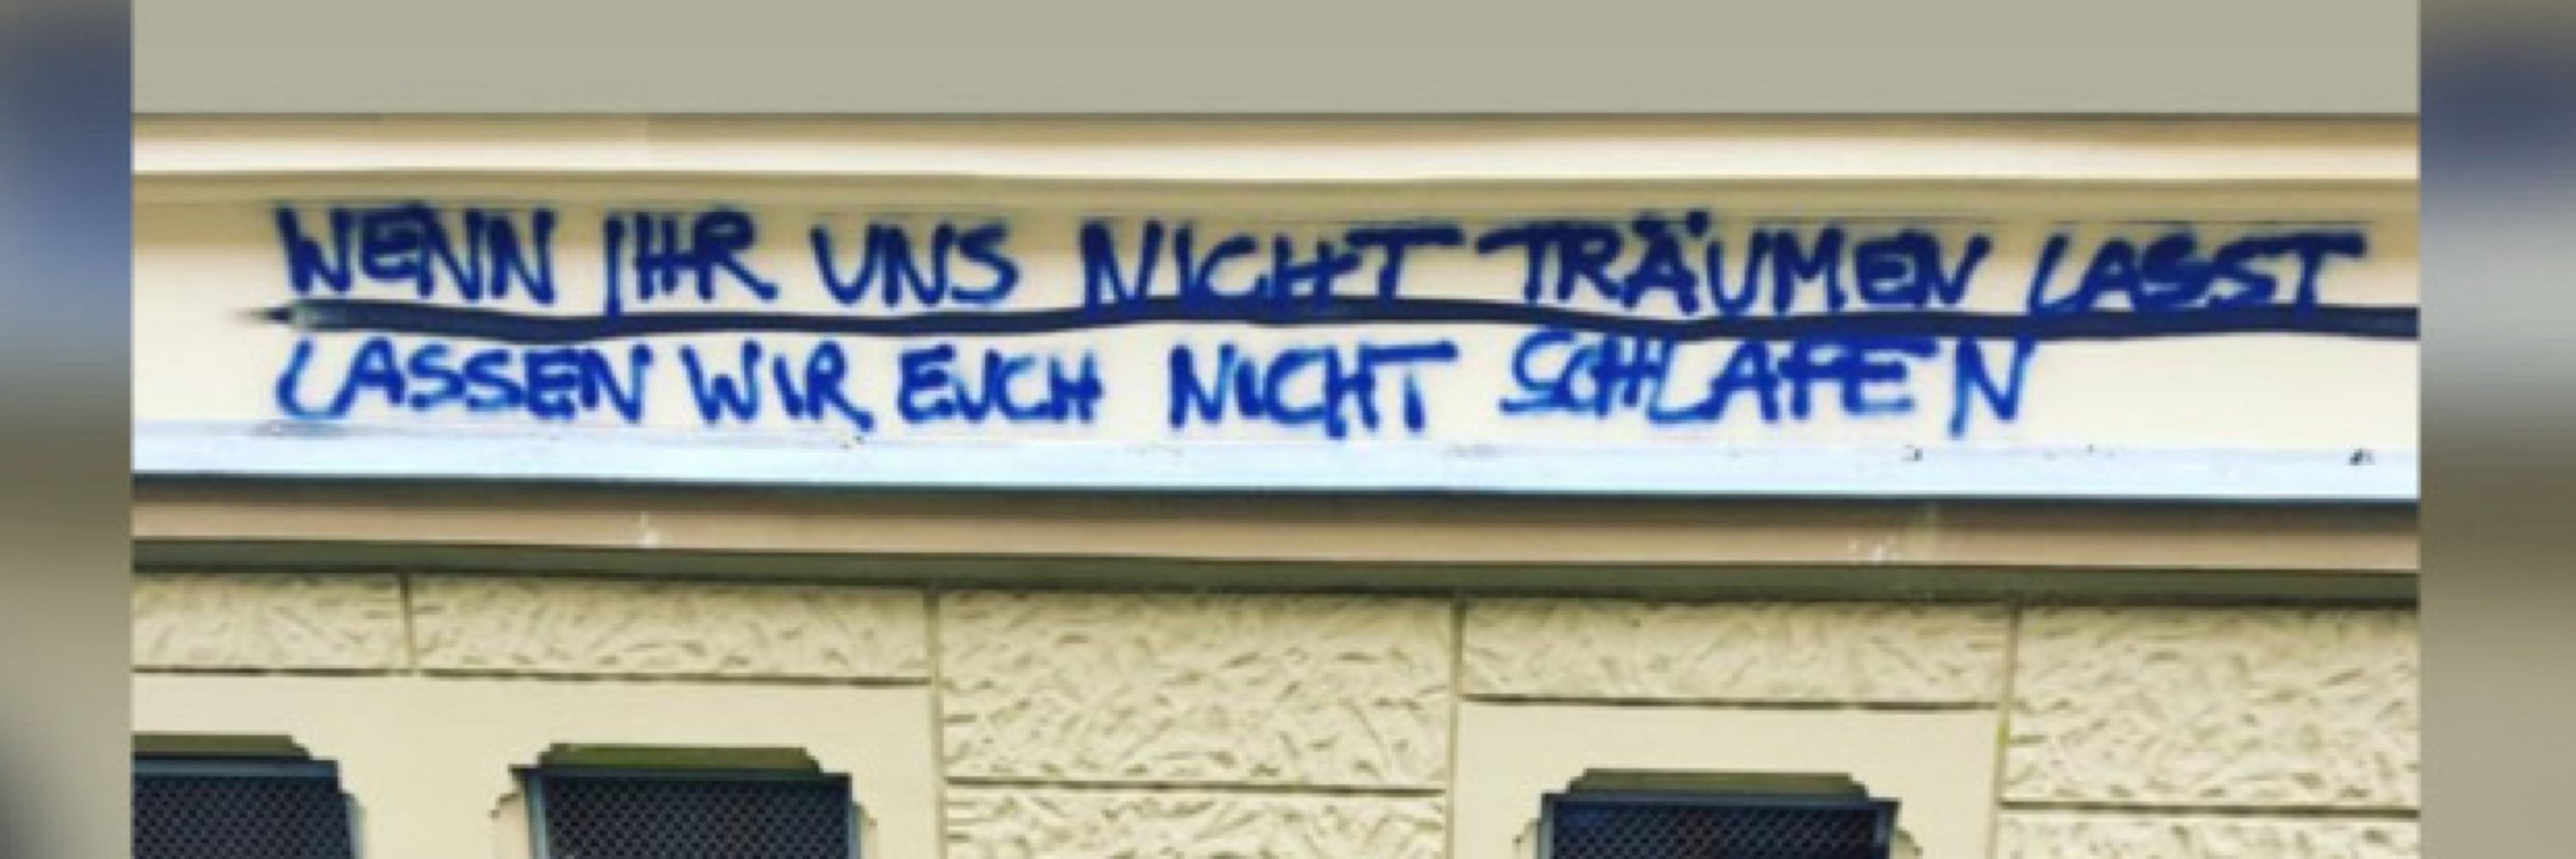 WENN IHR UNS NICHT TRÄUMEN LASST
LASSEN WIR EUCH NICHT SCHLAFEN